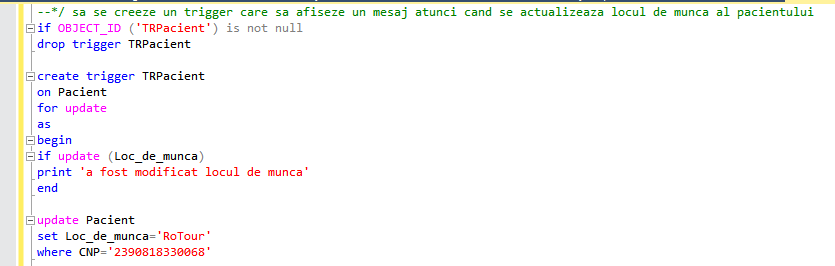 --*/ sa se creeze un trigger care sa afiseze un mesaj atunci cand se actualizeaza locul de munca al pacientului
if OBJECT_ID ('TRPacient') is not null
drop trigger TRPacient
create trigger TRPacient
on Pacient
for update
as
begin
if update (Loc_de_munca)
print 'a fost modificat locul de munca'
end
update Pacient
set Loc_de_munca='RoTour'
where CNP='2390818330068'